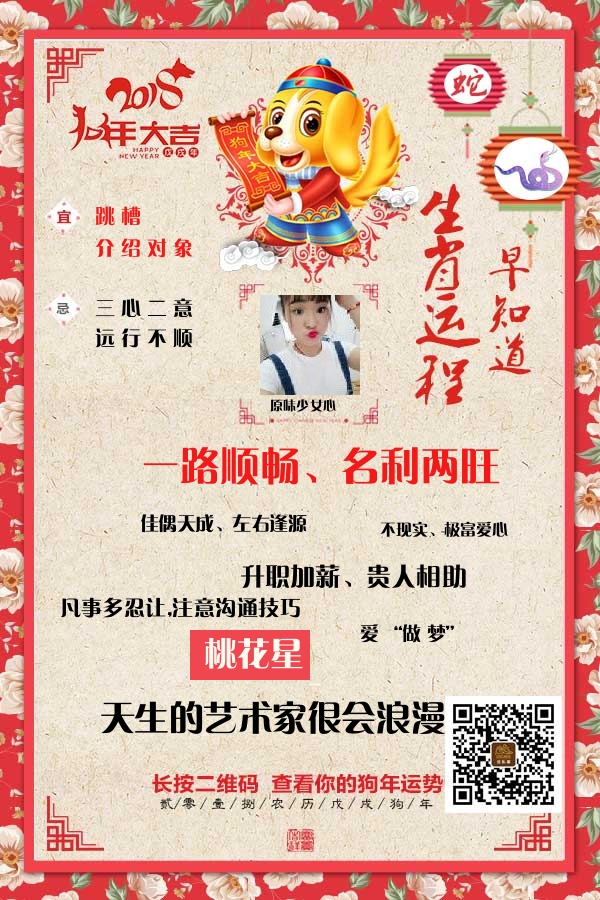 2018
狗年大吉
HAPPY
NEW YEAR 戊戌年
狗年大吉
蛇
宜
跳槽
介绍对象
生肖运程
早知道
忌
三心二意
远行不顺
原味少女心
HAPPY CHINESE NEW YEAR
一路顺畅、名利两旺
佳偶天成、左右逢源
不现实、极富爱心
升职加薪、贵人相助
凡事多忍让,注意沟通技巧
爱 “做 梦”
桃花星
天生的艺术家很会浪漫
长按二维码 查看你的狗年运势
贰/零/壹/捌/农/历/戊/戌/狗/年